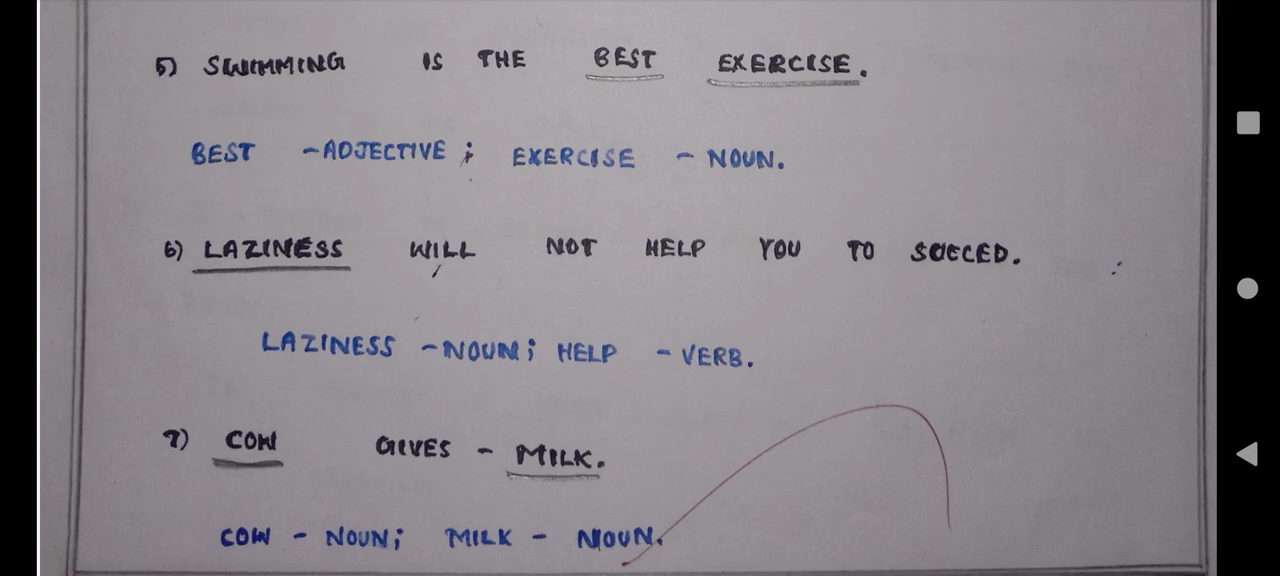 5) SWIMMING IS THE BEST EXERCISE.
BEST - ADJECTIVE ; EXERCISE - NOUN.
6) LAZINESS WILL NOT HELP YOU TO SUCCED.
LAZINESS - NOUN ; HELP - VERB.
7) COW GIVES - MILK.
COW - NOUN ; MILK - NOUN.